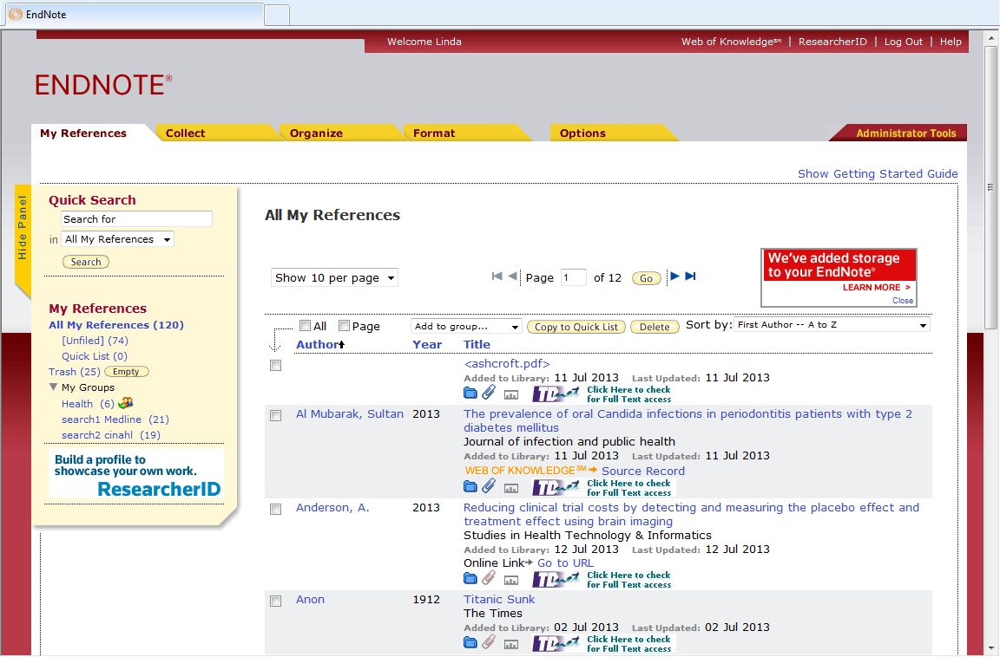 EndNote
Welcome Linda
Web of Knowledge℠ | ResearcherID | Log Out | Help
ENDNOTE®
My References Collect Organize Format Options Administrator Tools
Show Getting Started Guide
Hide Panel
Quick Search
Search for
in All My References
Search
My References
All My References (120)
[Unfiled] (74)
Quick List (0)
Trash (25) Empty
My Groups
Health (6)
search1 Medline (21)
search2 cinahl (19)
Build a profile to
showcase your own work.
ResearcherID
All My References
Show 10 per page
Page 1 of 12 Go
We've added storage
to your EndNote®
LEARN MORE >
Close
All Page Add to group... Copy to Quick List Delete Sort by: First Author -- A to Z
Author Year Title
<ashcroft.pdf>
Added to Library: 11 Jul 2013 Last Updated: 11 Jul 2013
TDnet Click Here to check
for Full Text access
Al Mubarak, Sultan 2013 The prevalence of oral Candida infections in periodontitis patients with type 2
diabetes mellitus
Journal of infection and public health
Added to Library: 11 Jul 2013 Last Updated: 11 Jul 2013
WEB OF KNOWLEDGE℠ Source Record
TDnet Click Here to check
for Full Text access
Anderson, A. 2013 Reducing clinical trial costs by detecting and measuring the placebo effect and
treatment effect using brain imaging
Studies in Health Technology & Informatics
Added to Library: 12 Jul 2013 Last Updated: 12 Jul 2013
Online Link Go to URL
TDnet Click Here to check
for Full Text access
Anon 1912 Titanic Sunk
The Times
Added to Library: 02 Jul 2013 Last Updated: 02 Jul 2013
TDnet Click Here to check
for Full Text access